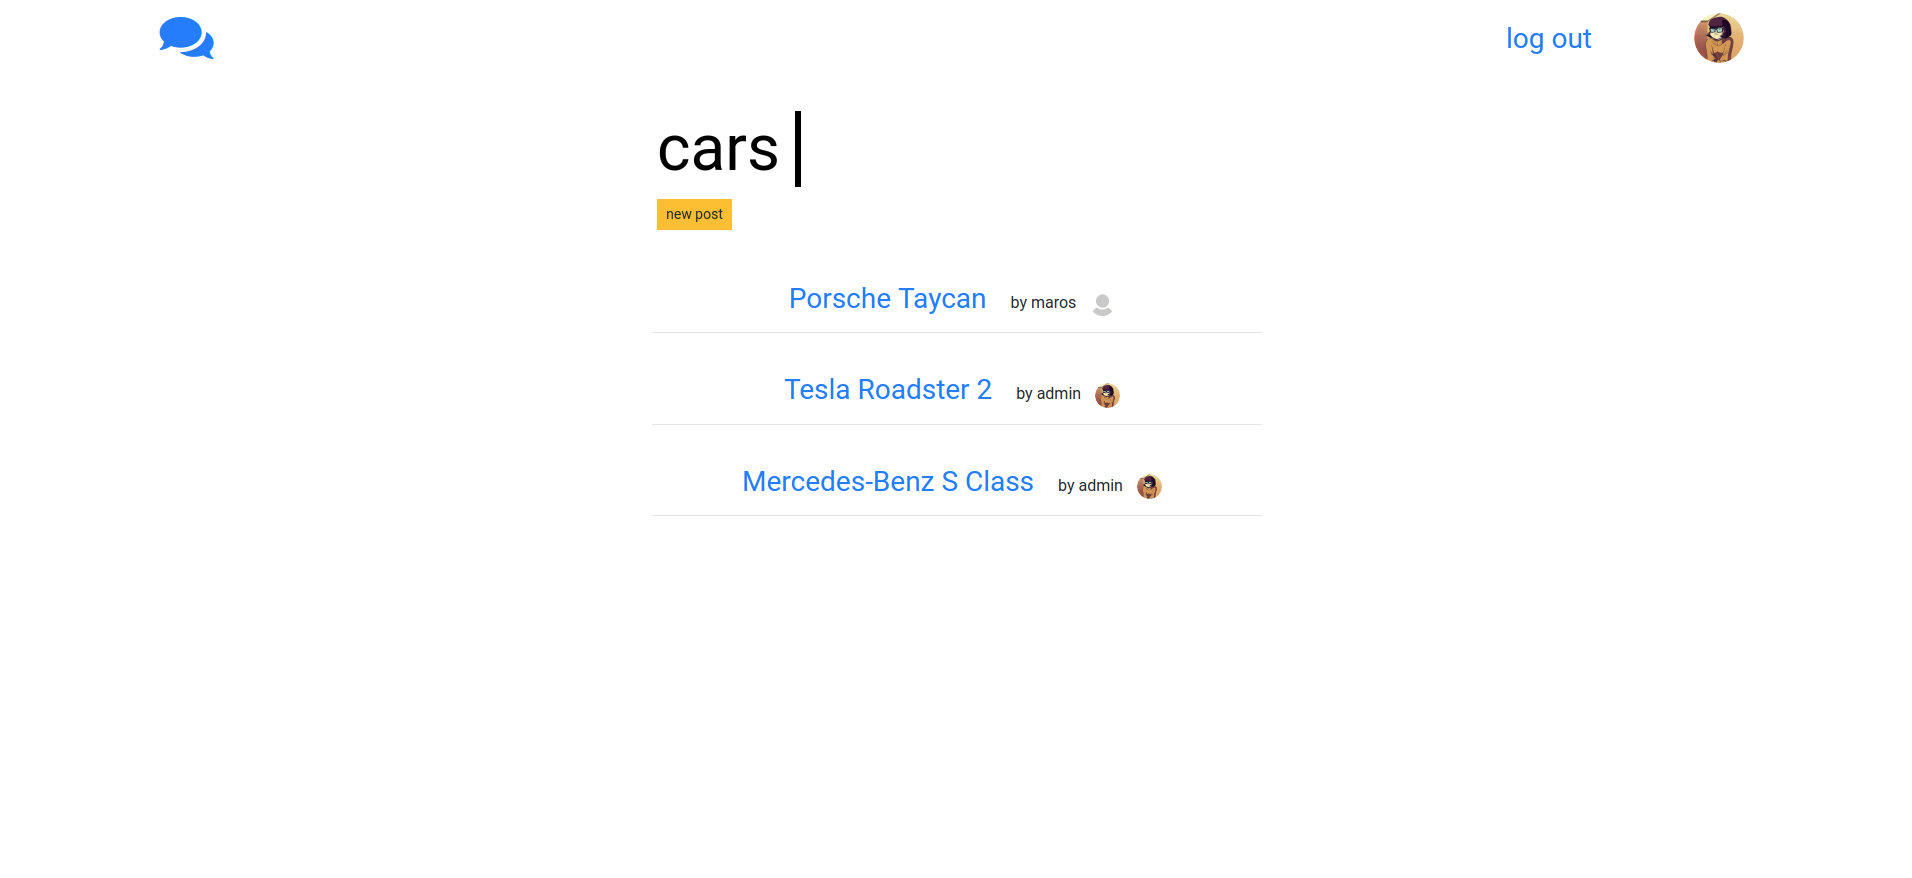 log out
cars
new post
Porsche Taycan by maros
Tesla Roadster 2 by admin
Mercedes-Benz S Class by admin